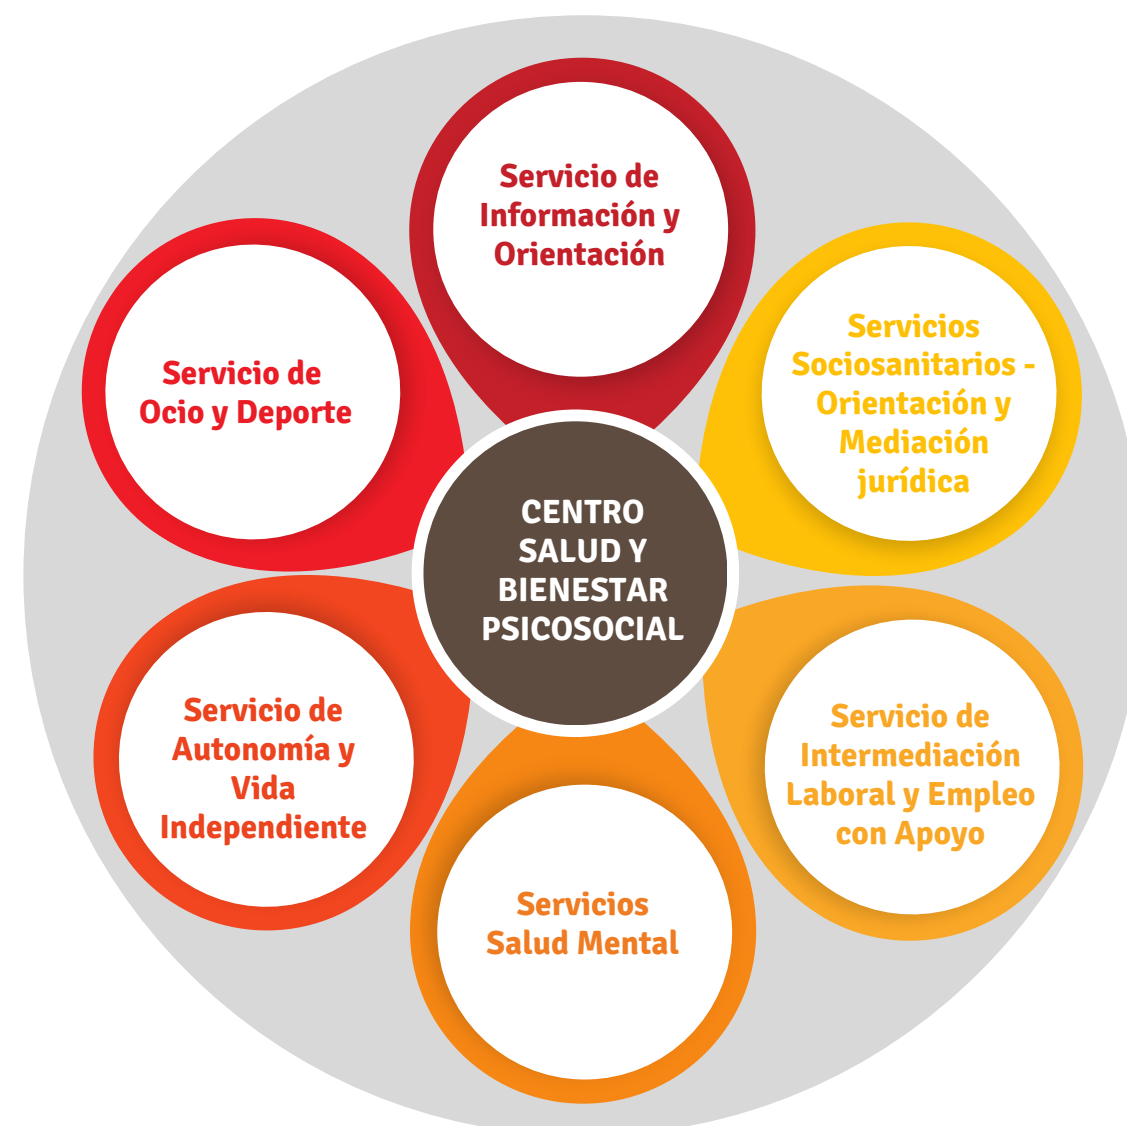 Servicio de
Información y
Orientación
Servicios
Sociosanitarios -
Orientación y
Mediación
jurídica
Servicio de
Ocio y Deporte
CENTRO
SALUD Y
BIENESTAR
PSICOSOCIAL
Servicio de
Intermediación
Laboral y Empleo
con Apoyo
Servicio de
Autonomía y
Vida
Independiente
Servicios
Salud Mental